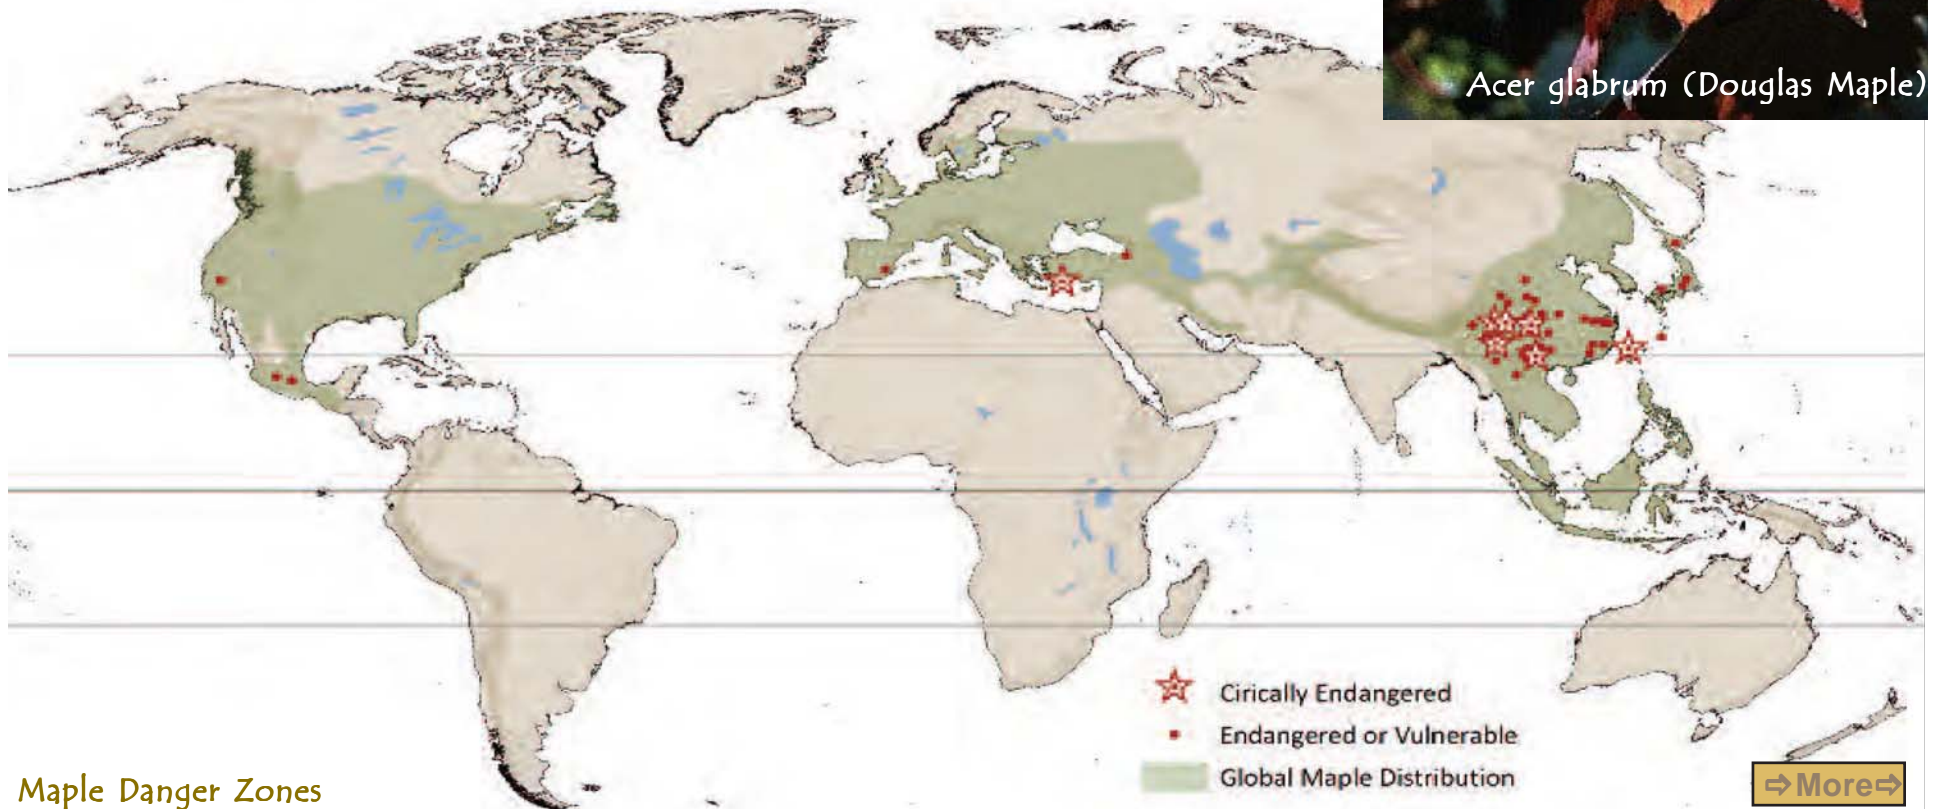 Acer glabrum (Douglas Maple)
Cirically Endangered
Endangered or Vulnerable
Global Maple Distribution
Maple Danger Zones
⇨More⇨